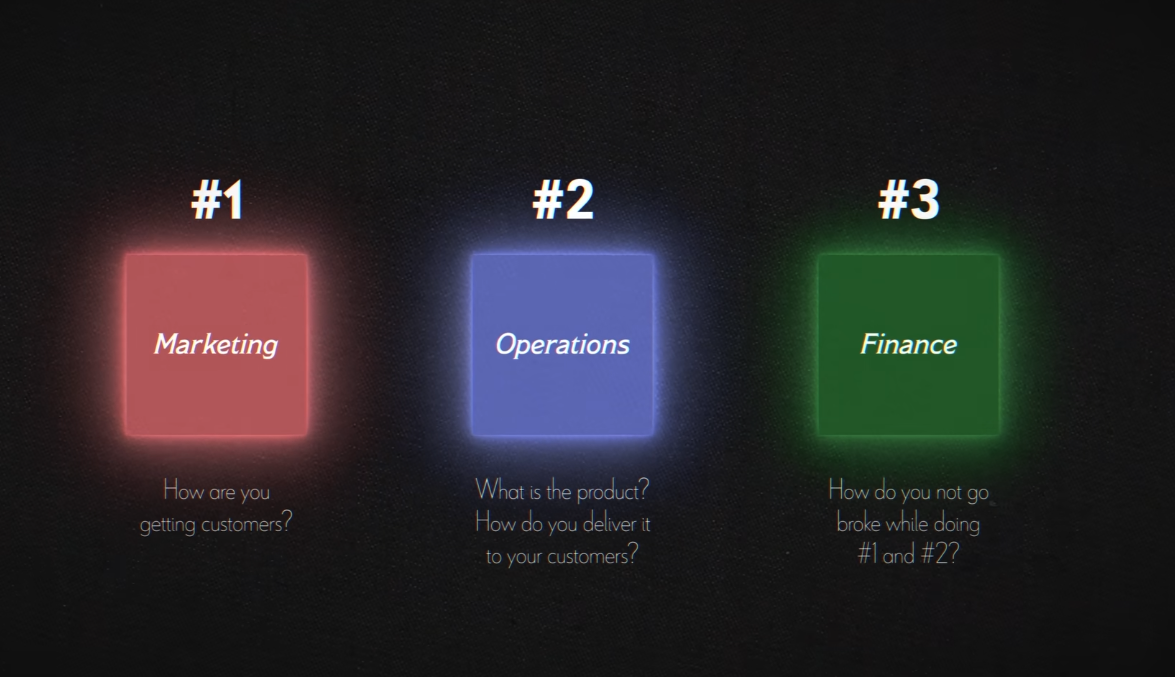 #1
#2
#3
Marketing
Operations
Finance
How are you
getting customers?
What is the product?
How do you deliver it
to your customers?
How do you not go
broke while doing
#1 and #2?